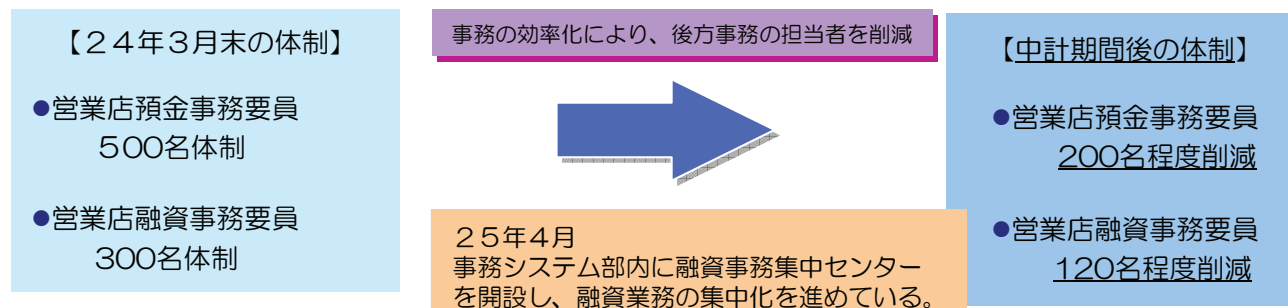 【２４年３月末の体制】
●営業店預金事務要員
５００名体制
●営業店融資事務要員
３００名体制
事務の効率化により、後方事務の担当者を削減
２５年４月
事務システム部内に融資事務集中センター
を開設し、融資業務の集中化を進めている。
【中計期間後の体制】
●営業店預金事務要員
２００名程度削減
●営業店融資事務要員
１２０名程度削減